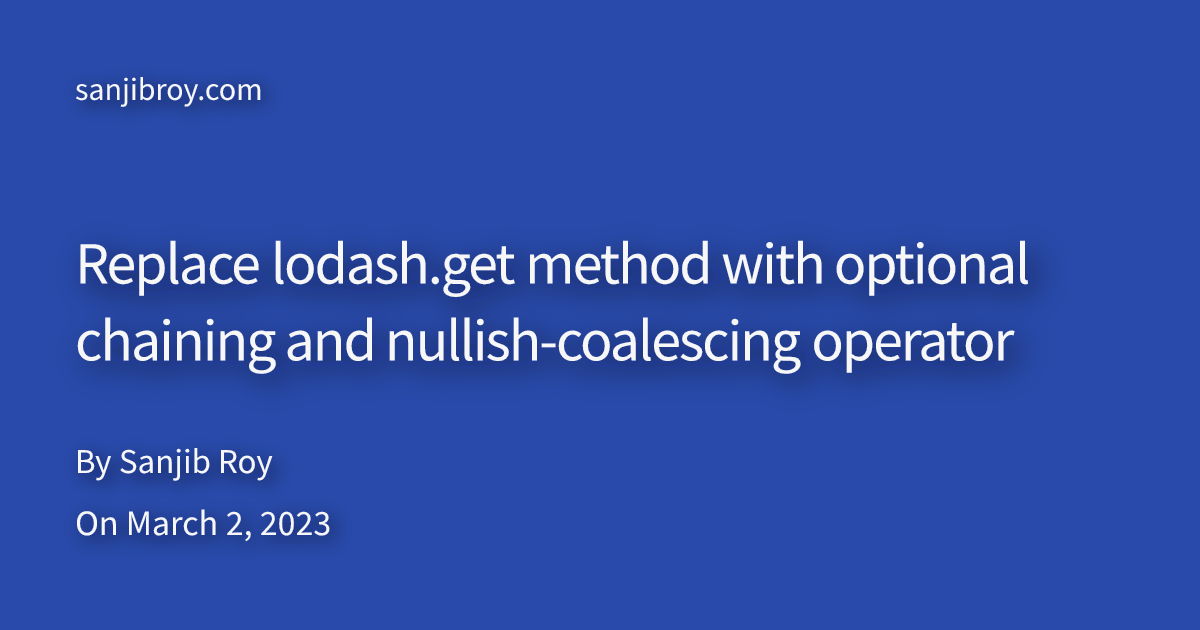 sanjibroy.com
Replace lodash.get method with optional
chaining and nullish-coalescing operator
By Sanjib Roy
On March 2, 2023